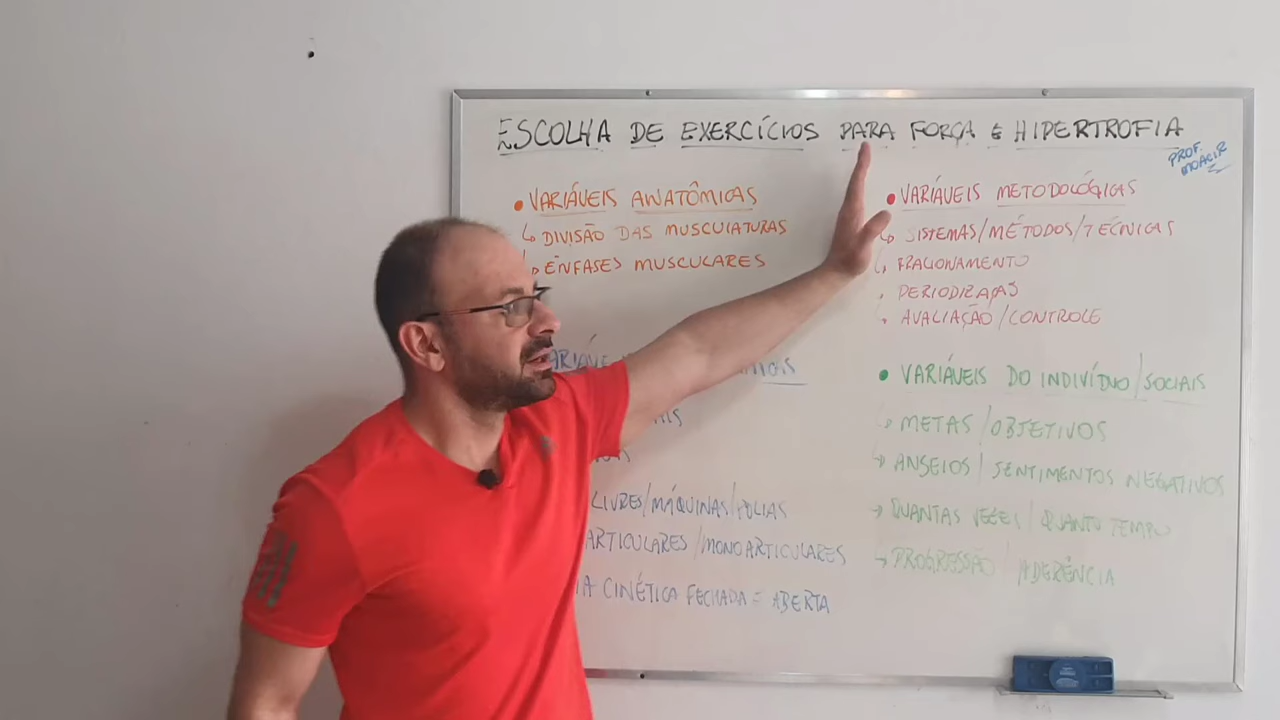 ESCOLHA DE EXERCÍCIOS PARA FORÇA E HIPERTROFIA
PROF. MOACIR
• VARIÁVEIS ANATÔMICAS
↳ DIVISÃO DAS MUSCULATURAS
↳ ÊNFASES MUSCULARES
LIVRES/MÁQUINAS/POLIAS
ARTICULARES/MONOARTICULARES
IA CINÉTICA FECHADA E ABERTA
• VARIÁVEIS METODOLÓGICAS
↳ SISTEMAS/MÉTODOS/TÉCNICAS
↳ FRACIONAMENTO
PERIODIZAÇAS
AVALIAÇÃO/CONTROLE
• VARIÁVEIS DO INDIVÍDUO/SOCIAIS
↳ METAS/OBJETIVOS
↳ ANSEIOS/SENTIMENTOS NEGATIVOS
→ QUANTAS VEZES/QUANTO TEMPO
↳ PROGRESSÃO/ADERÊNCIA